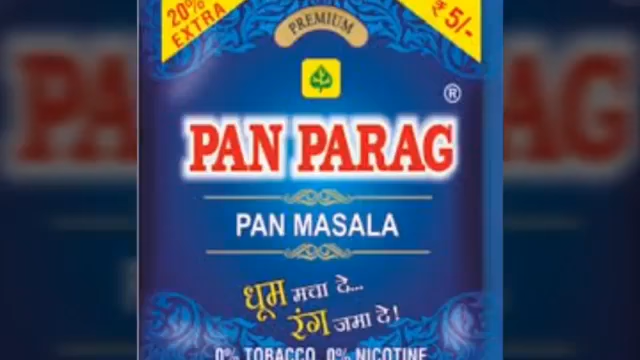 20%
EXTRA
PREMIUM
₹ 5/-
®
PAN PARAG
PAN MASALA
धूम मचा दे...
रंग जमा दे!
0% TOBACCO, 0% NICOTINE